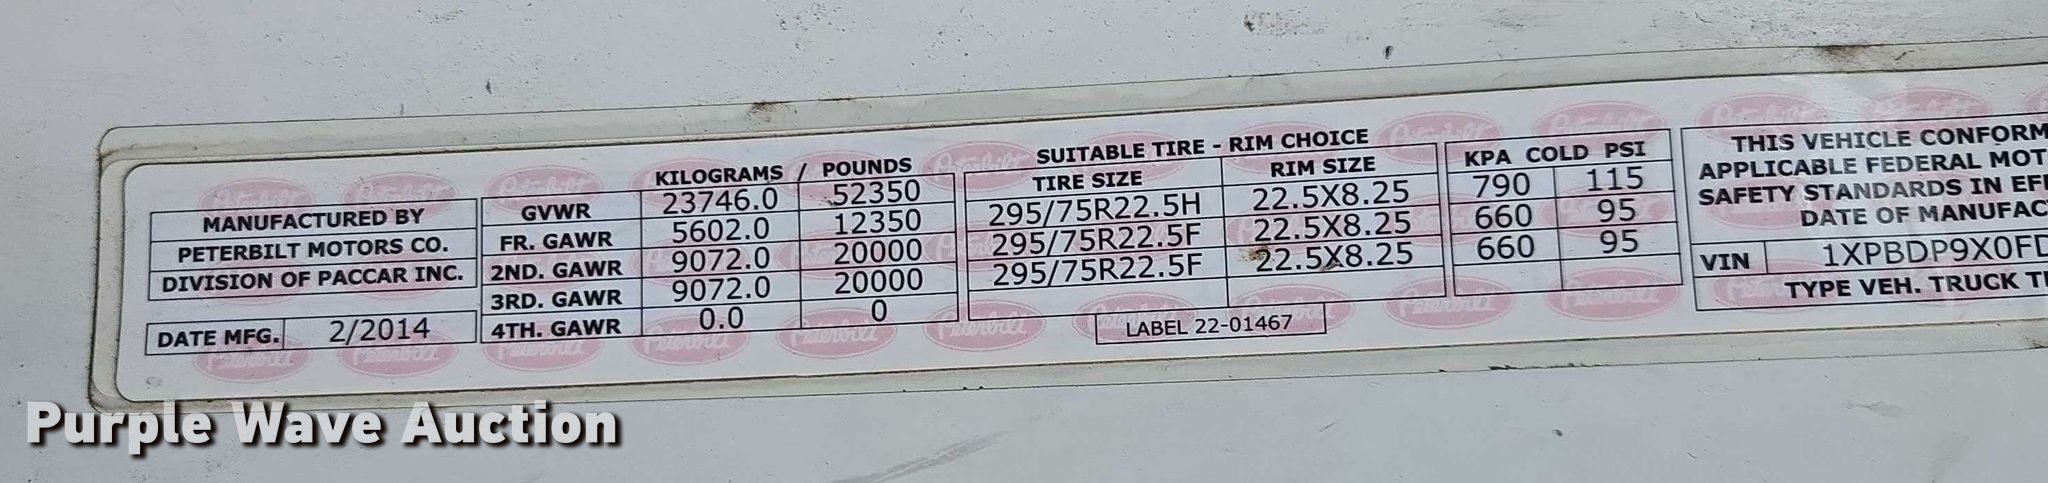 MANUFACTURED BY
PETERBILT MOTORS CO.
DIVISION OF PACCAR INC.
DATE MFG. 2/2014
KILOGRAMS / POUNDS
GVWR 23746.0 52350
FR. GAWR 5602.0 12350
2ND. GAWR 9072.0 20000
3RD. GAWR 9072.0 20000
4TH. GAWR 0.0 0
SUITABLE TIRE - RIM CHOICE
TIRE SIZE RIM SIZE
295/75R22.5H 22.5X8.25
295/75R22.5F 22.5X8.25
295/75R22.5F 22.5X8.25
KPA COLD PSI
790 115
660 95
660 95
LABEL 22-01467
THIS VEHICLE CONFORM
APPLICABLE FEDERAL MOT
SAFETY STANDARDS IN EF
DATE OF MANUFAC
VIN 1XPBDP9X0FD
TYPE VEH. TRUCK T
Purple Wave Auction